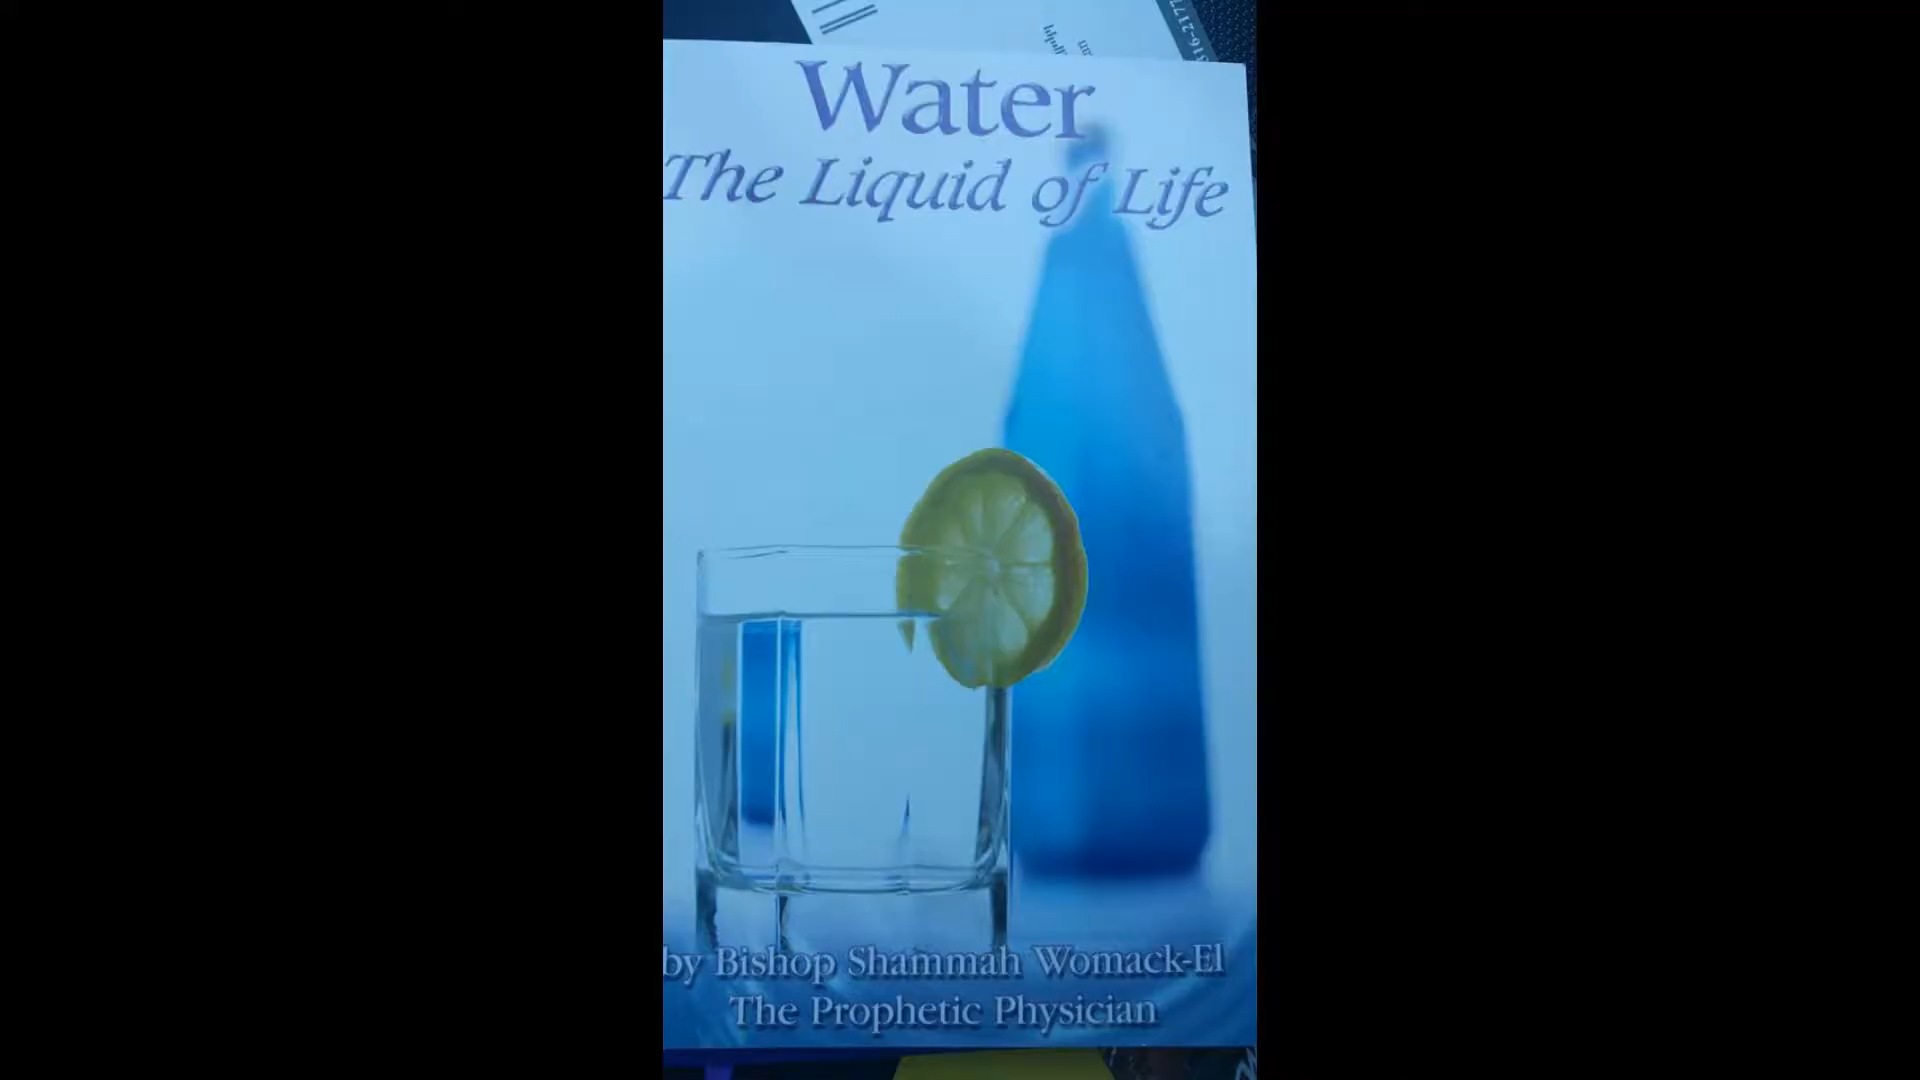 Water
The Liquid of Life
by Bishop Shammah Womack-El
The Prophetic Physician